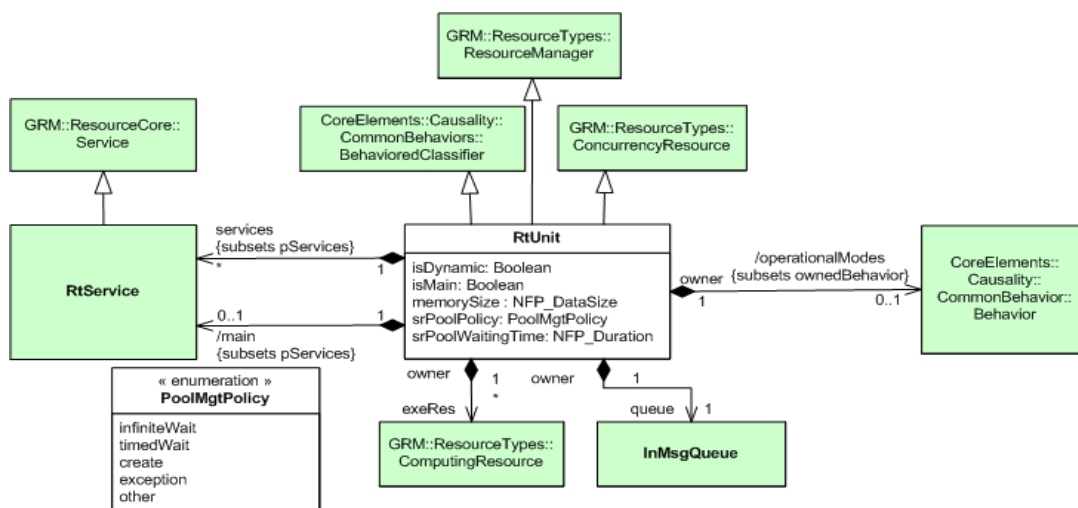 GRM::ResourceTypes::
ResourceManager
GRM::ResourceCore::
Service
CoreElements::Causality::
CommonBehaviors::
BehavioredClassifier
GRM::ResourceTypes::
ConcurrencyResource
RtService
services
{subsets pServices}
*
1
0..1
1
/main
{subsets pServices}
RtUnit
isDynamic: Boolean
isMain: Boolean
memorySize : NFP_DataSize
srPoolPolicy: PoolMgtPolicy
srPoolWaitingTime: NFP_Duration
owner
1
/operationalModes
{subsets ownedBehavior}
0..1
CoreElements::
Causality::
CommonBehavior::
Behavior
« enumeration »
PoolMgtPolicy
infiniteWait
timedWait
create
exception
other
owner
1
*
exeRes
GRM::ResourceTypes::
ComputingResource
owner
1
queue
1
InMsgQueue